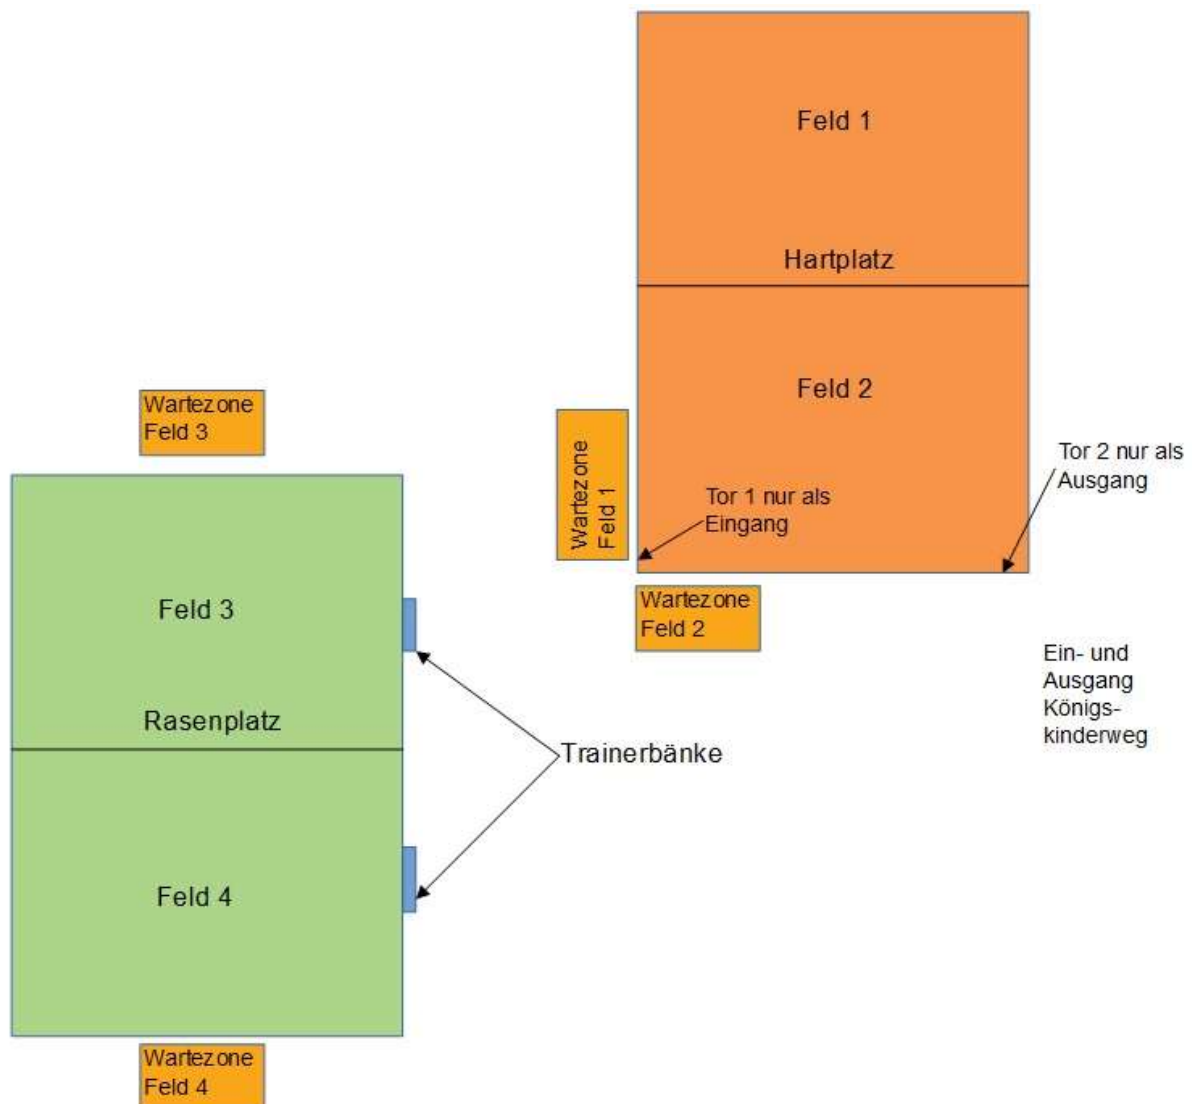 Feld 1
Hartplatz
Feld 2
Wartezone
Feld 3
Wartezone
Feld 1
Tor 1 nur als
Eingang
Tor 2 nur als
Ausgang
Wartezone
Feld 2
Feld 3
Rasenplatz
Trainerbänke
Ein- und
Ausgang
Königs-
kinderweg
Feld 4
Wartezone
Feld 4